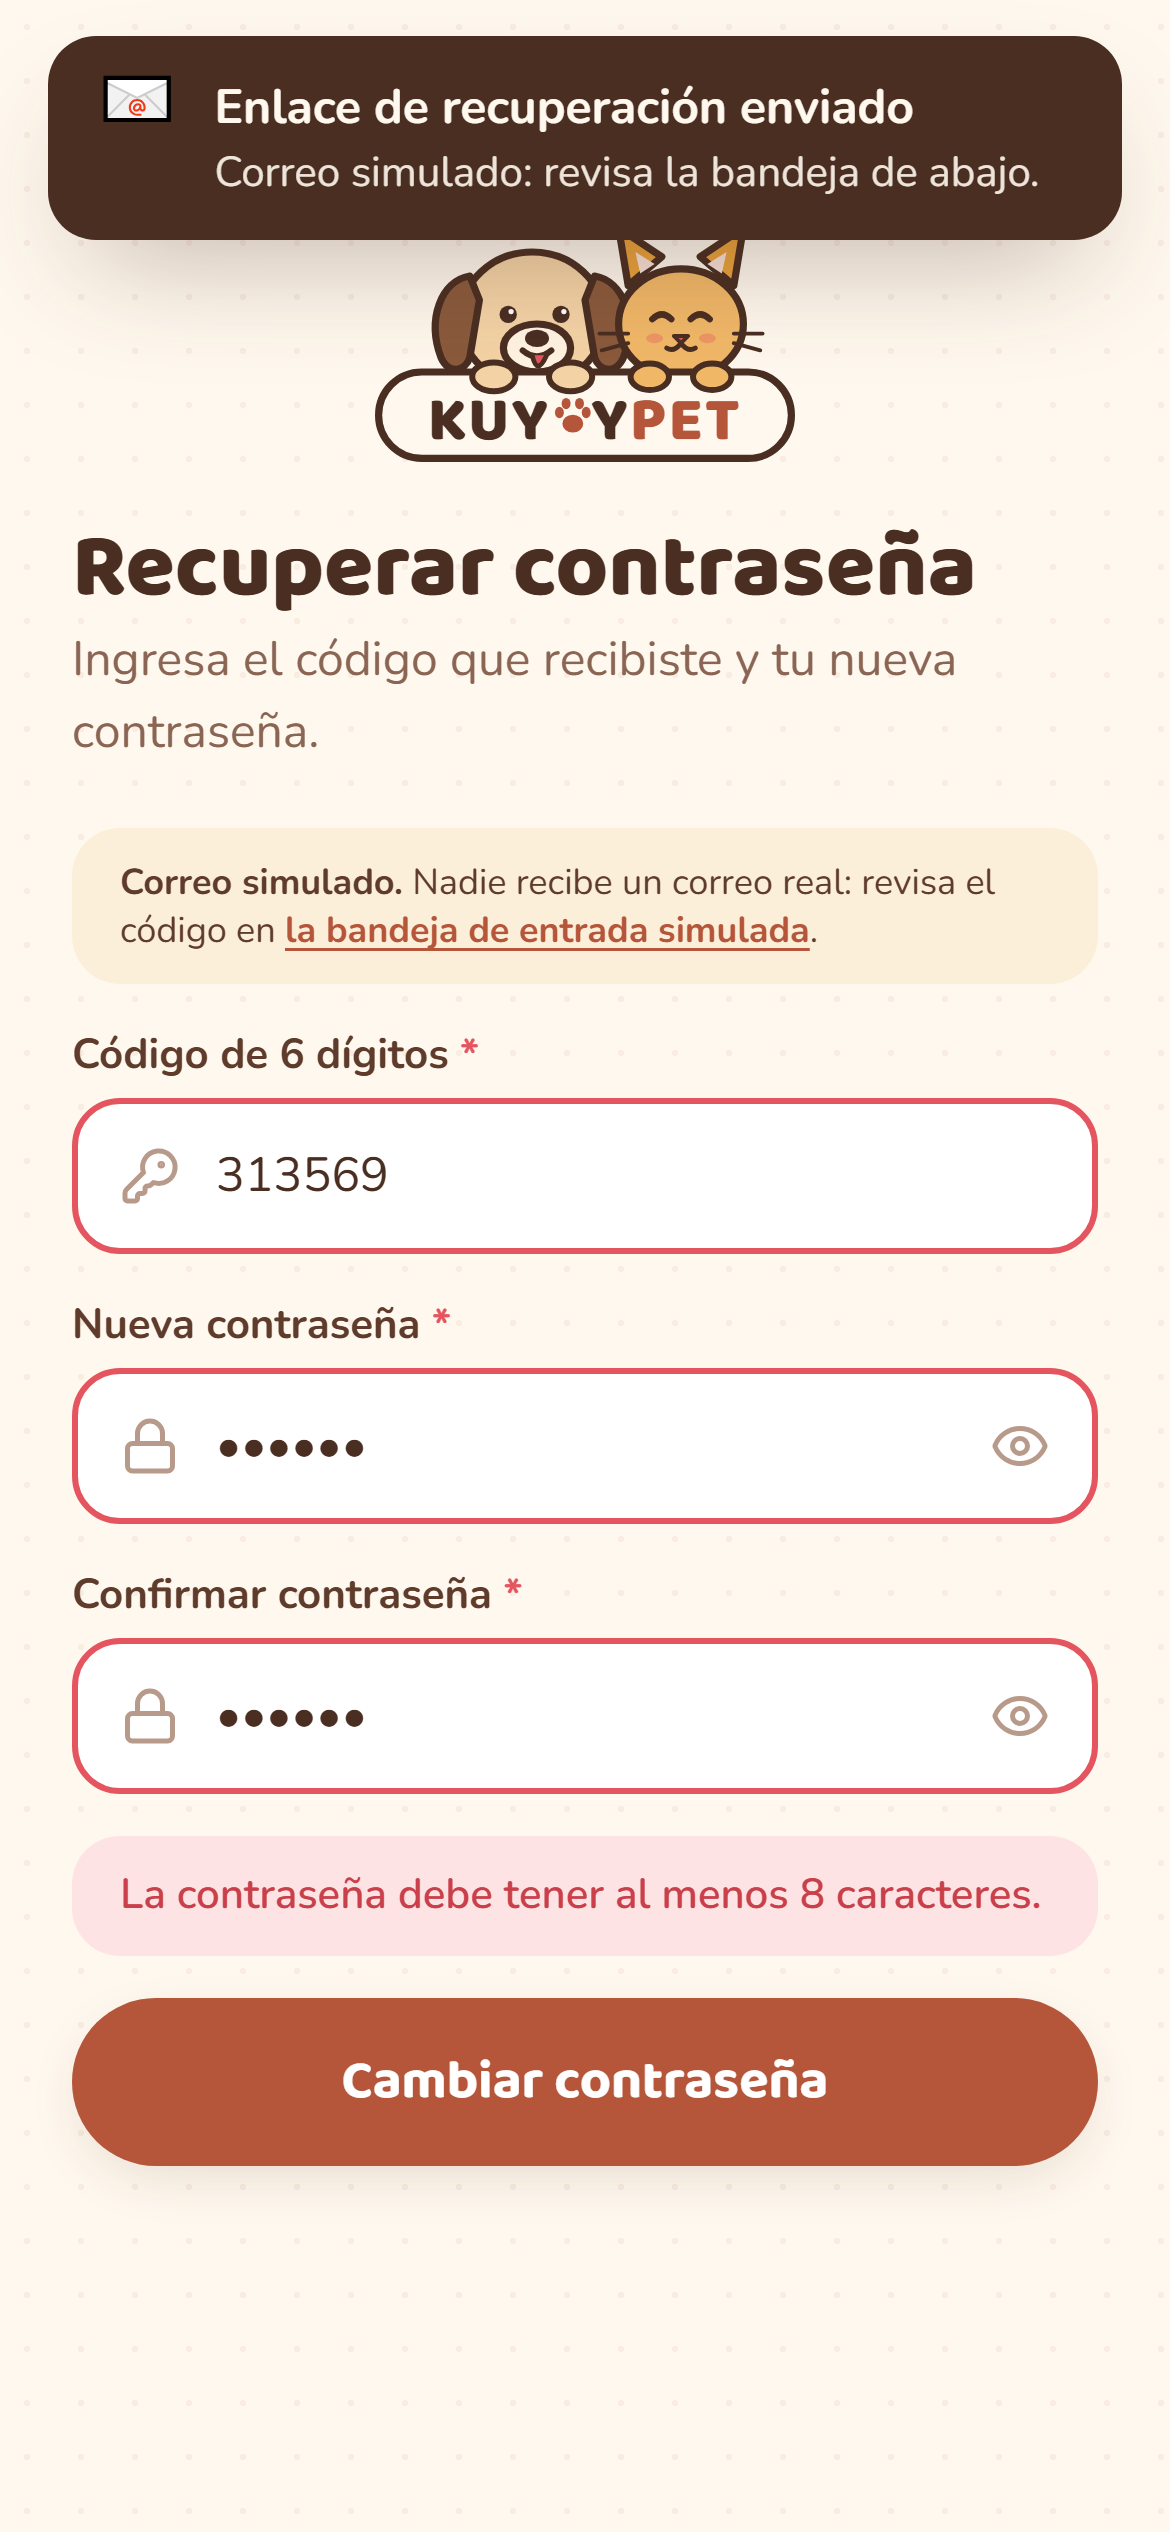 Enlace de recuperación enviado
Correo simulado: revisa la bandeja de abajo.
KUYYPET
Recuperar contraseña
Ingresa el código que recibiste y tu nueva
contraseña.
Correo simulado. Nadie recibe un correo real: revisa el
código en la bandeja de entrada simulada.
Código de 6 dígitos *
313569
Nueva contraseña *
••••••
Confirmar contraseña *
••••••
La contraseña debe tener al menos 8 caracteres.
Cambiar contraseña